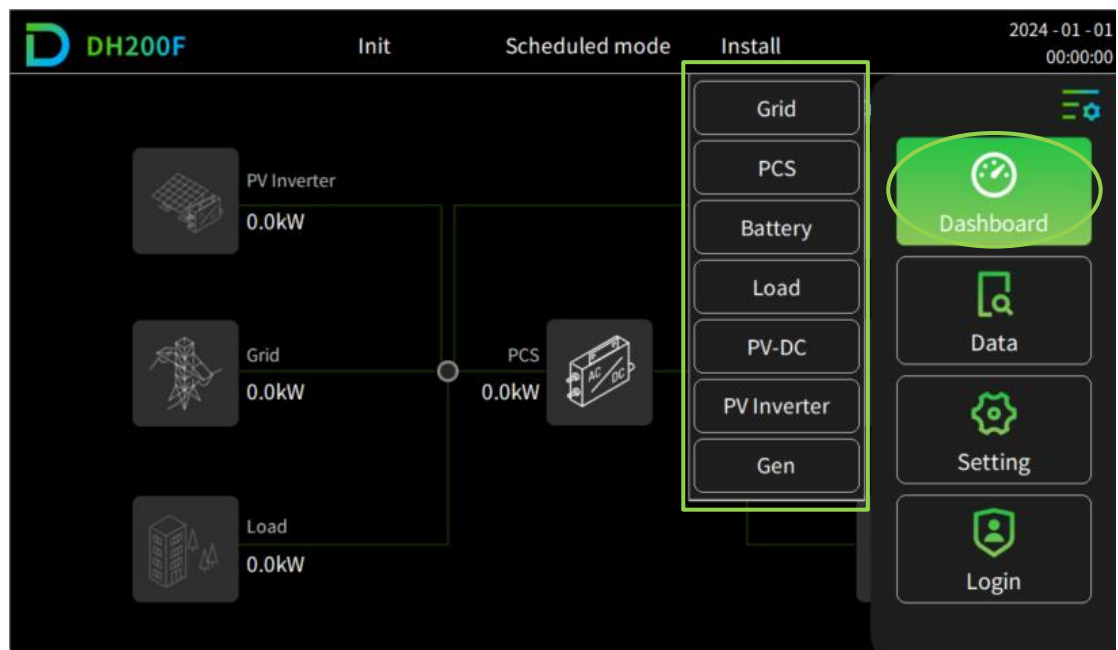 DH200F
Init
Scheduled mode
Install
2024-01-01
00:00:00
Grid
PCS
Battery
Load
PV-DC
PV Inverter
Gen
Dashboard
Data
Setting
Login
PV Inverter
0.0kW
Grid
0.0kW
PCS
0.0kW
AC
DC
Load
0.0kW